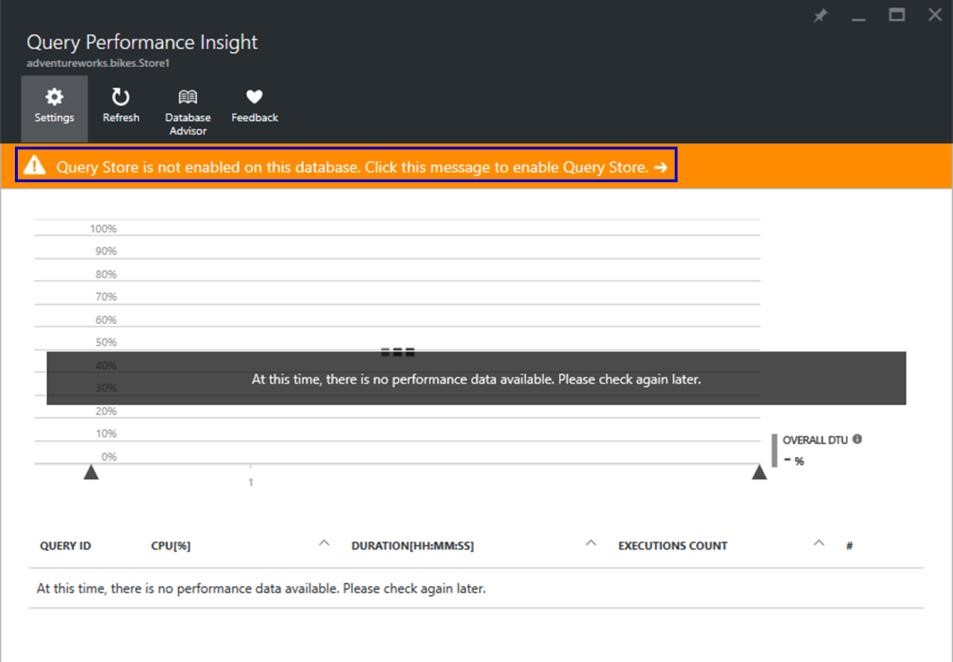 Query Performance Insight
adventureworks.bikes.Store1
Settings
Refresh
Database
Advisor
Feedback
Query Store is not enabled on this database. Click this message to enable Query Store. →
100%
90%
80%
70%
60%
50%
40%
At this time, there is no performance data available. Please check again later.
30%
20%
10%
0%
OVERALL DTU
- %
1
QUERY ID CPU[%] DURATION[HH:MM:SS] EXECUTIONS COUNT #
At this time, there is no performance data available. Please check again later.